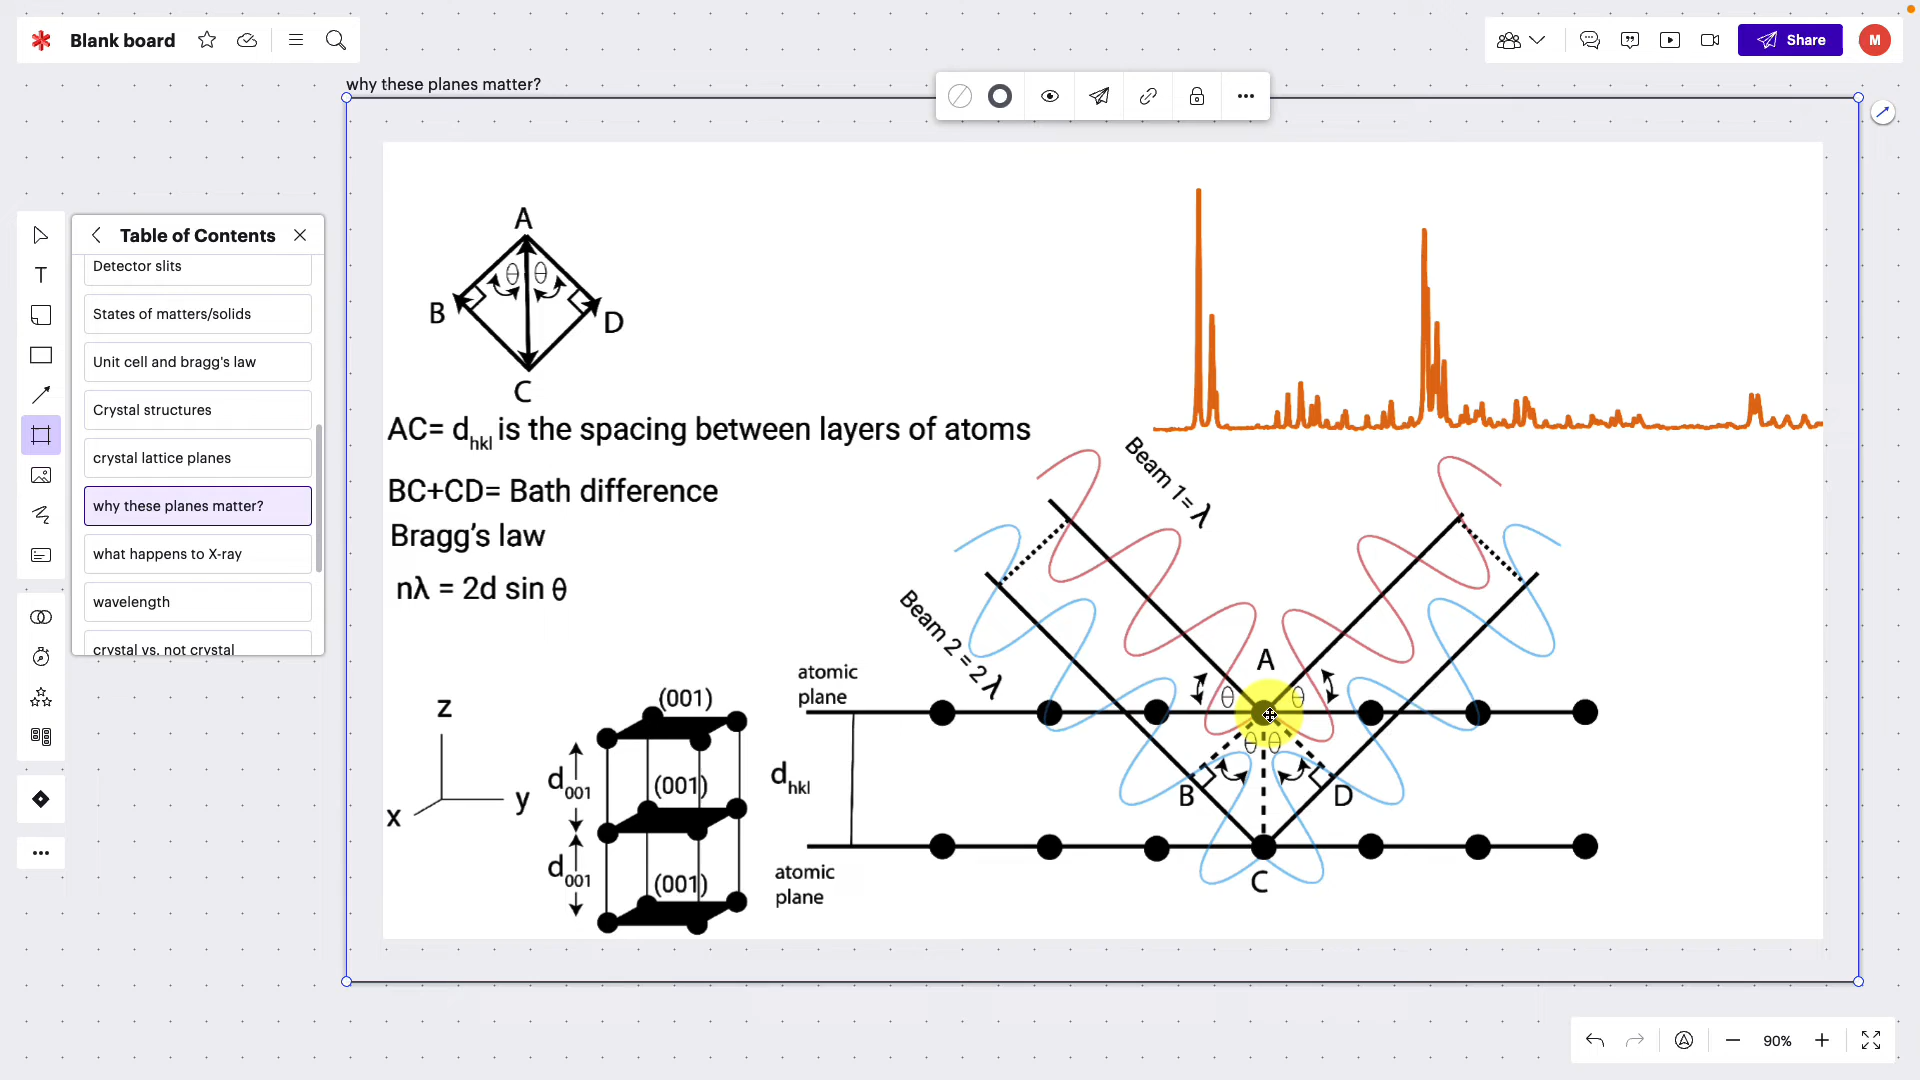 Blank board
Share
M
why these planes matter?
Table of Contents
Detector slits
States of matters/solids
Unit cell and bragg's law
Crystal structures
crystal lattice planes
why these planes matter?
what happens to X-ray
wavelength
crystal vs. not crystal
T
A
θ θ
B
D
C
AC= dhkl is the spacing between layers of atoms
BC+CD= Bath difference
Bragg’s law
nλ = 2d sin θ
Beam 1= λ
Beam 2 = 2 λ
z
x
y
(001)
d001
(001)
d001
(001)
atomic
plane
dhkl
atomic
plane
A
θ θ
θ θ
B
D
C
90%